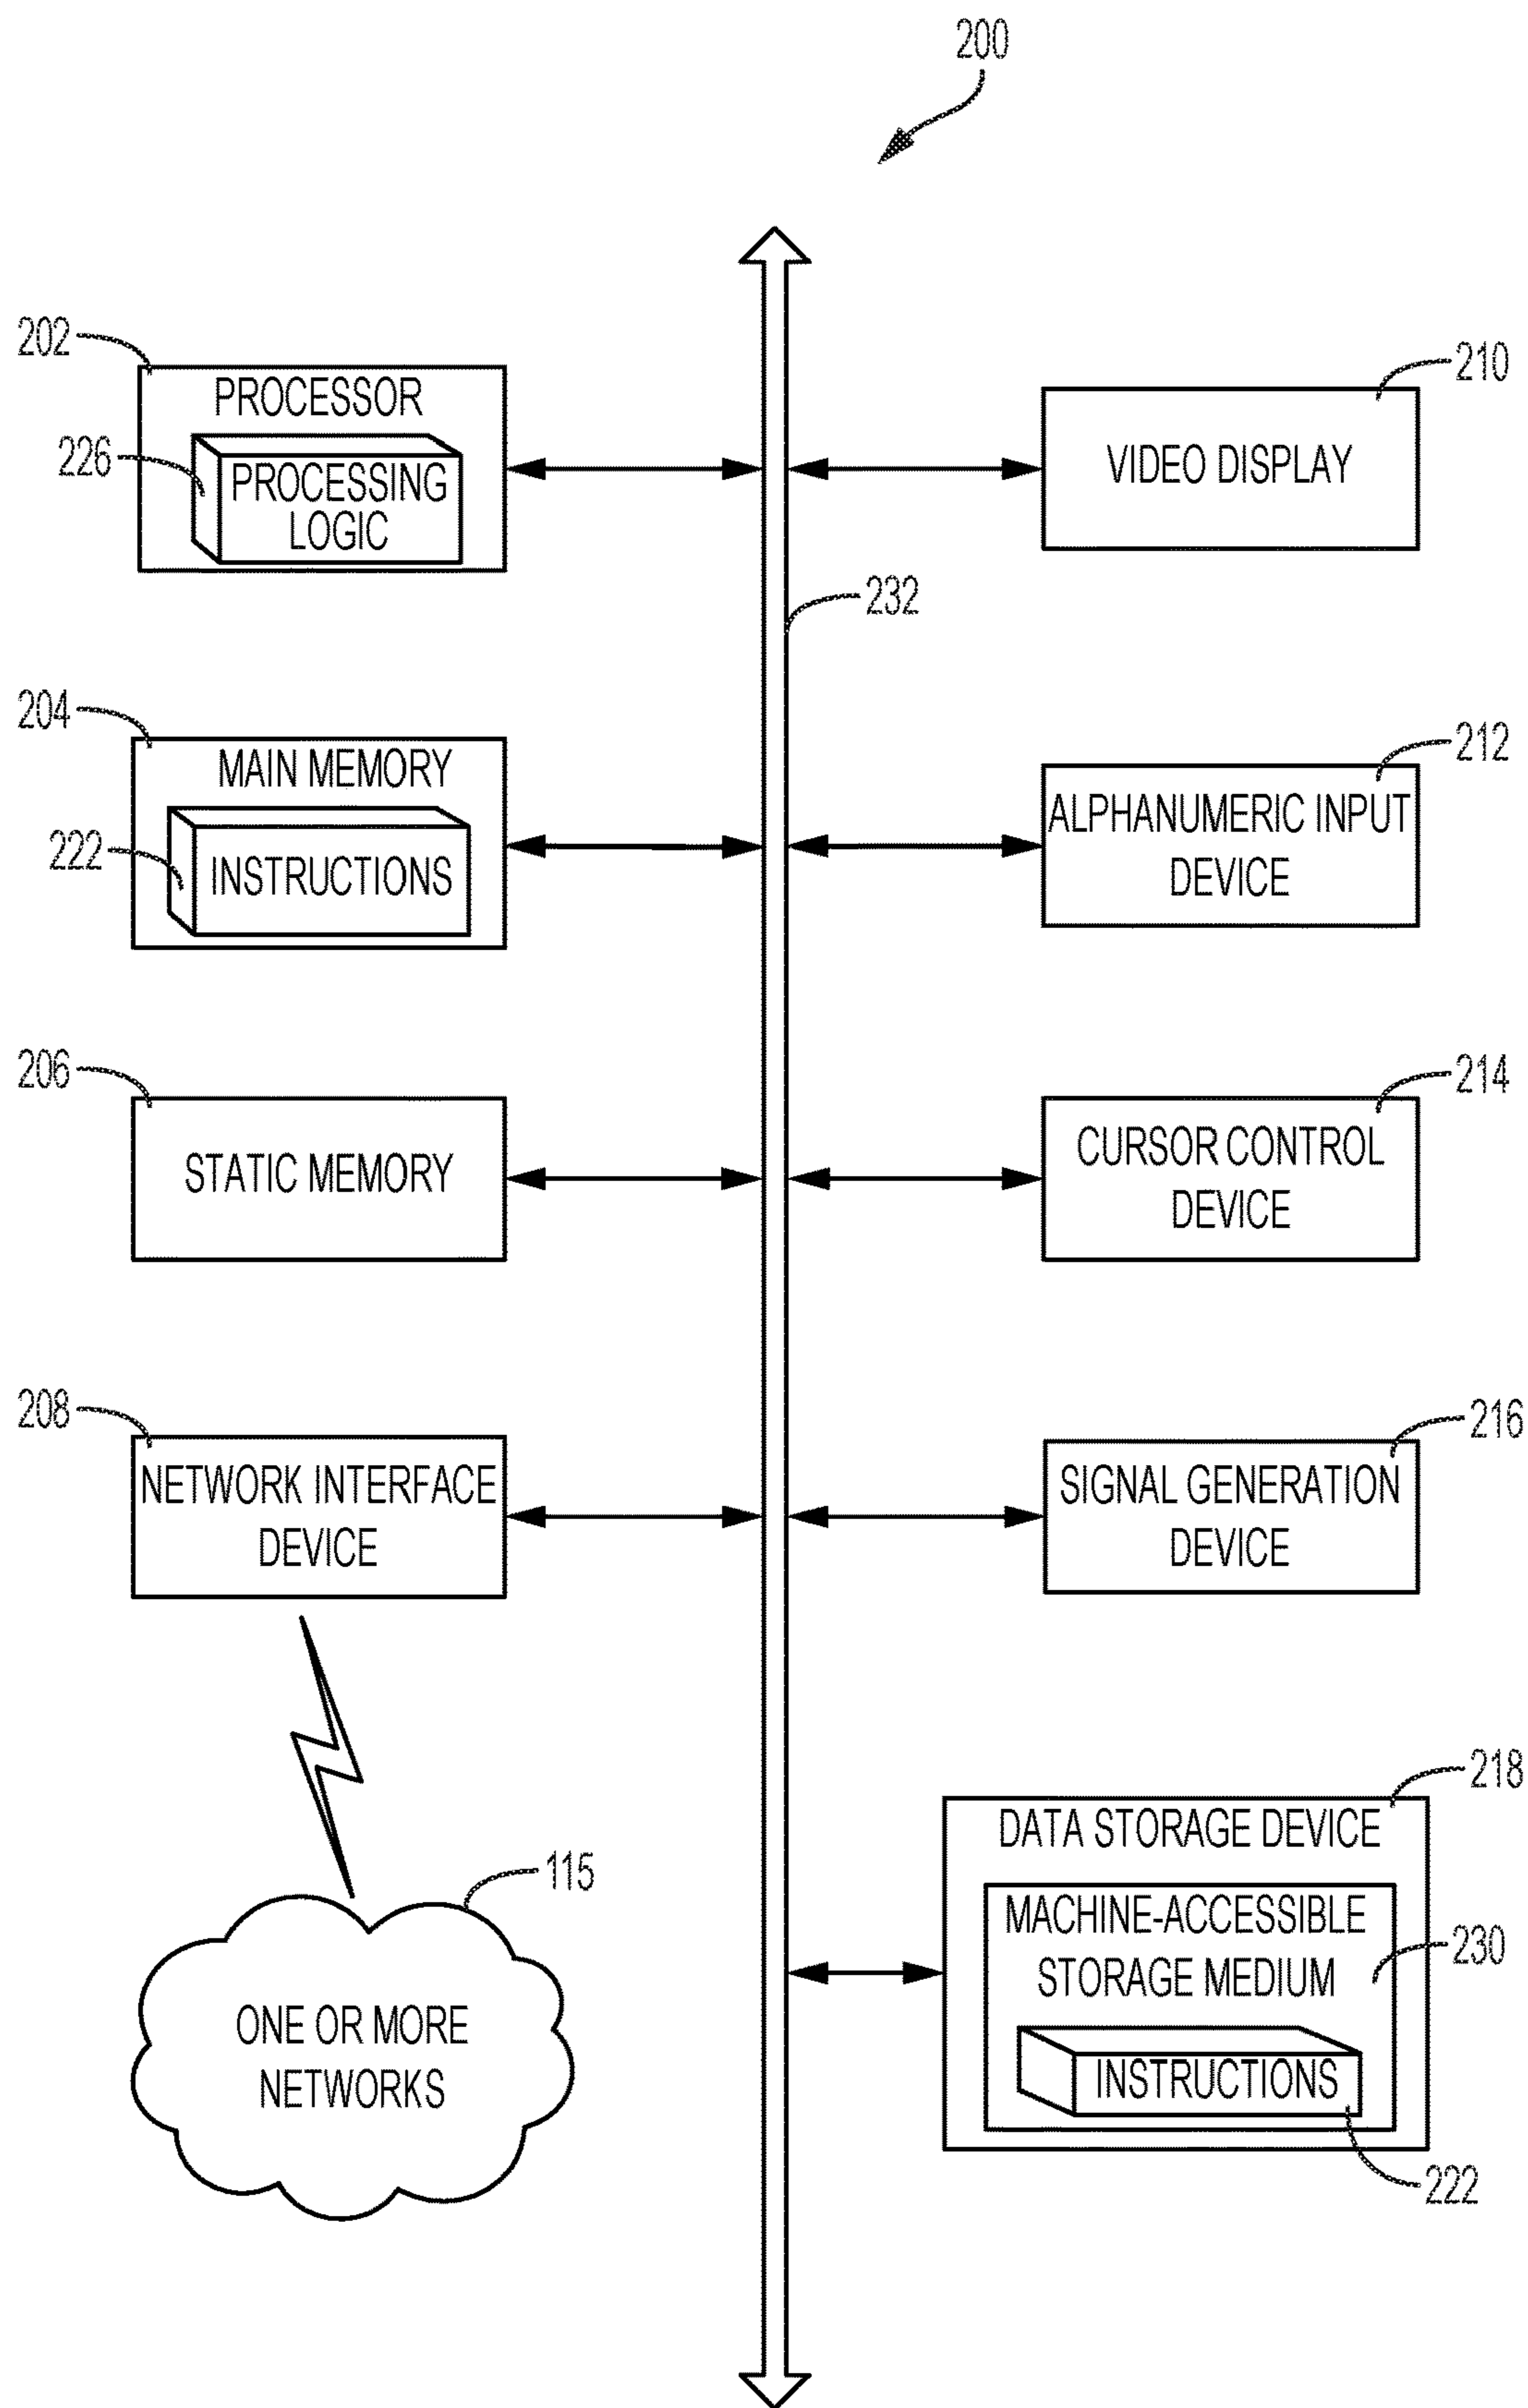 200
202
PROCESSOR
226
PROCESSING
LOGIC
210
VIDEO DISPLAY
232
204
MAIN MEMORY
222
INSTRUCTIONS
212
ALPHANUMERIC INPUT
DEVICE
206
STATIC MEMORY
214
CURSOR CONTROL
DEVICE
208
NETWORK INTERFACE
DEVICE
216
SIGNAL GENERATION
DEVICE
115
ONE OR MORE
NETWORKS
218
DATA STORAGE DEVICE
MACHINE-ACCESSIBLE
STORAGE MEDIUM
230
INSTRUCTIONS
222